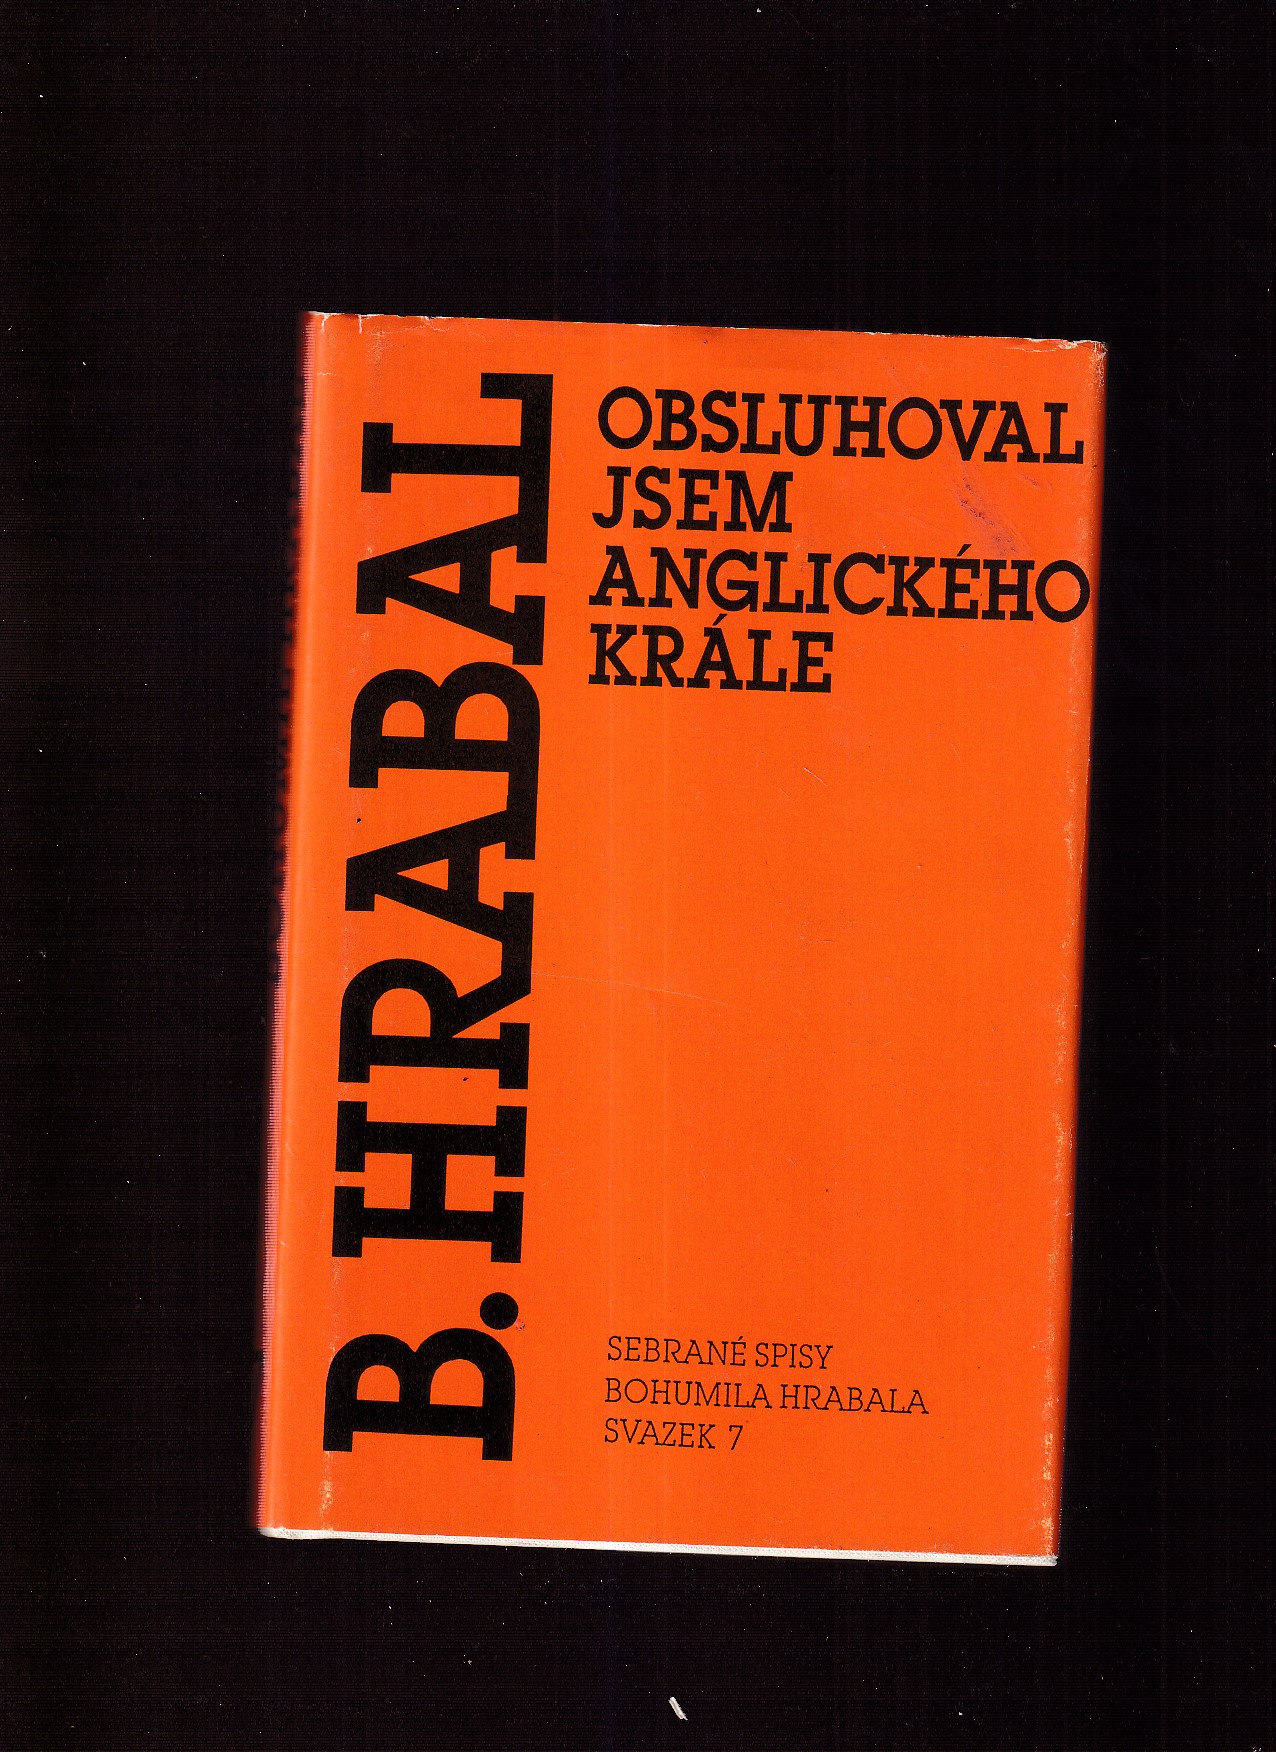 B. HRABAL
OBSLUHOVAL
JSEM
ANGLICKÉHO
KRÁLE
SEBRANÉ SPISY
BOHUMILA HRABALA
SVAZEK 7